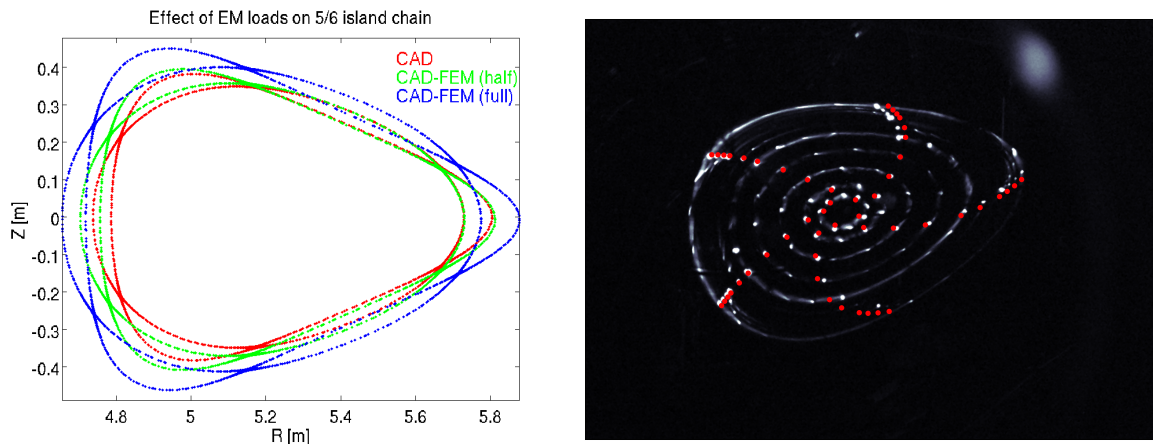 Effect of EM loads on 5/6 island chain
CAD
CAD-FEM (half)
CAD-FEM (full)
0.4
0.3
0.2
0.1
0
-0.1
-0.2
-0.3
-0.4
Z [m]
4.8 5 5.2 5.4 5.6 5.8
R [m]